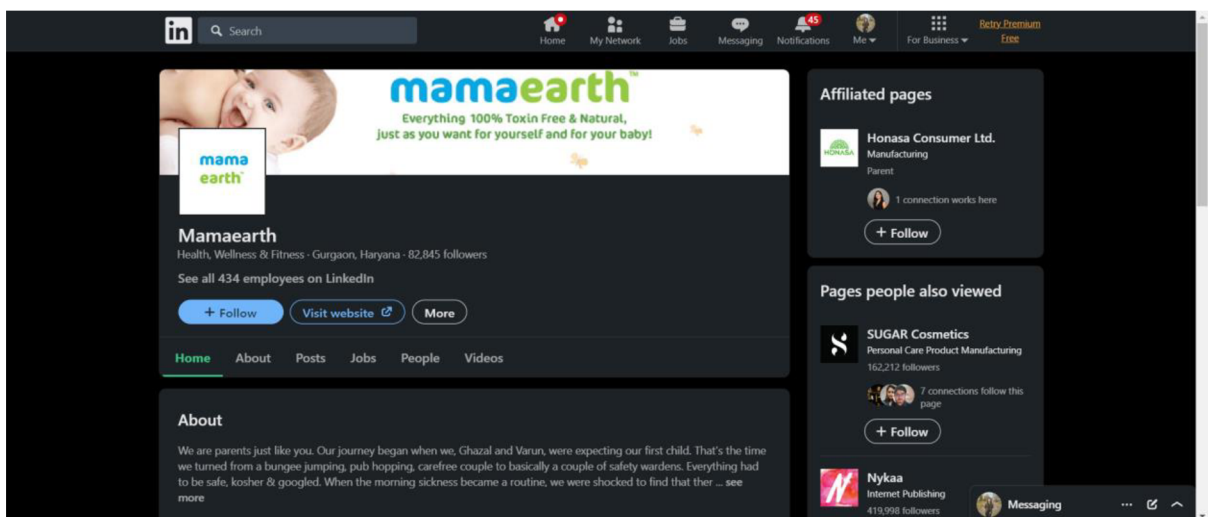 in
Search
Home
My Network
Jobs
Messaging
45
Notifications
Me
For Business
Retry Premium
Free
mamaearth™
Everything 100% Toxin Free & Natural,
just as you want for yourself and for your baby!
mama
earth
Mamaearth
Health, Wellness & Fitness · Gurgaon, Haryana · 82,845 followers
See all 434 employees on LinkedIn
+ Follow
Visit website
More
Home About Posts Jobs People Videos
About
We are parents just like you. Our journey began when we, Ghazal and Varun, were expecting our first child. That's the time
we turned from a bungee jumping, pub hopping, carefree couple to basically a couple of safety wardens. Everything had
to be safe, kosher & googled. When the morning sickness became a routine, we were shocked to find that ther ... see
more
Affiliated pages
HONASA
Honasa Consumer Ltd.
Manufacturing
Parent
1 connection works here
+ Follow
Pages people also viewed
SUGAR Cosmetics
Personal Care Product Manufacturing
162,212 followers
7 connections follow this
page
+ Follow
Nykaa
Internet Publishing
419,998 followers
Messaging